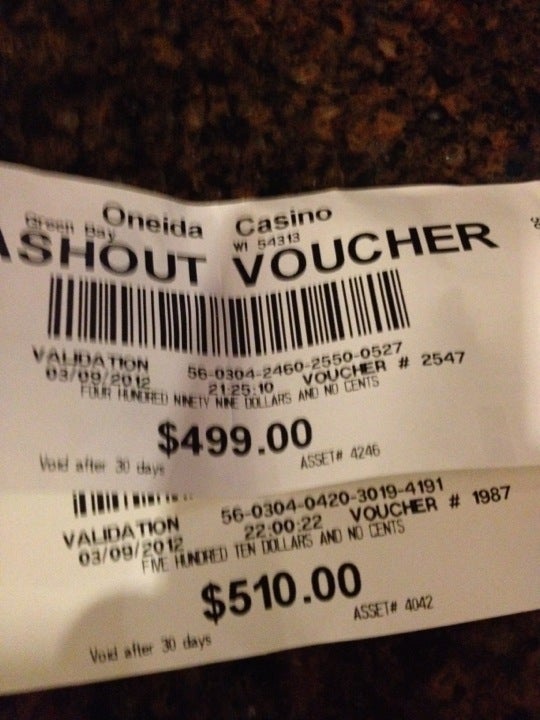 Oneida Casino
Green Bay WI 54313
ASHOUT VOUCHER
VALIDATION 56-0304-2460-2550-0527
03/09/2012 21:25:10 VOUCHER # 2547
FOUR HUNDRED NINETY NINE DOLLARS AND NO CENTS
$499.00
Void after 30 days ASSET# 4246
VALIDATION 56-0304-0420-3019-4191
03/09/2012 22:00:22 VOUCHER # 1987
FIVE HUNDRED TEN DOLLARS AND NO CENTS
$510.00
Void after 30 days ASSET# 4042